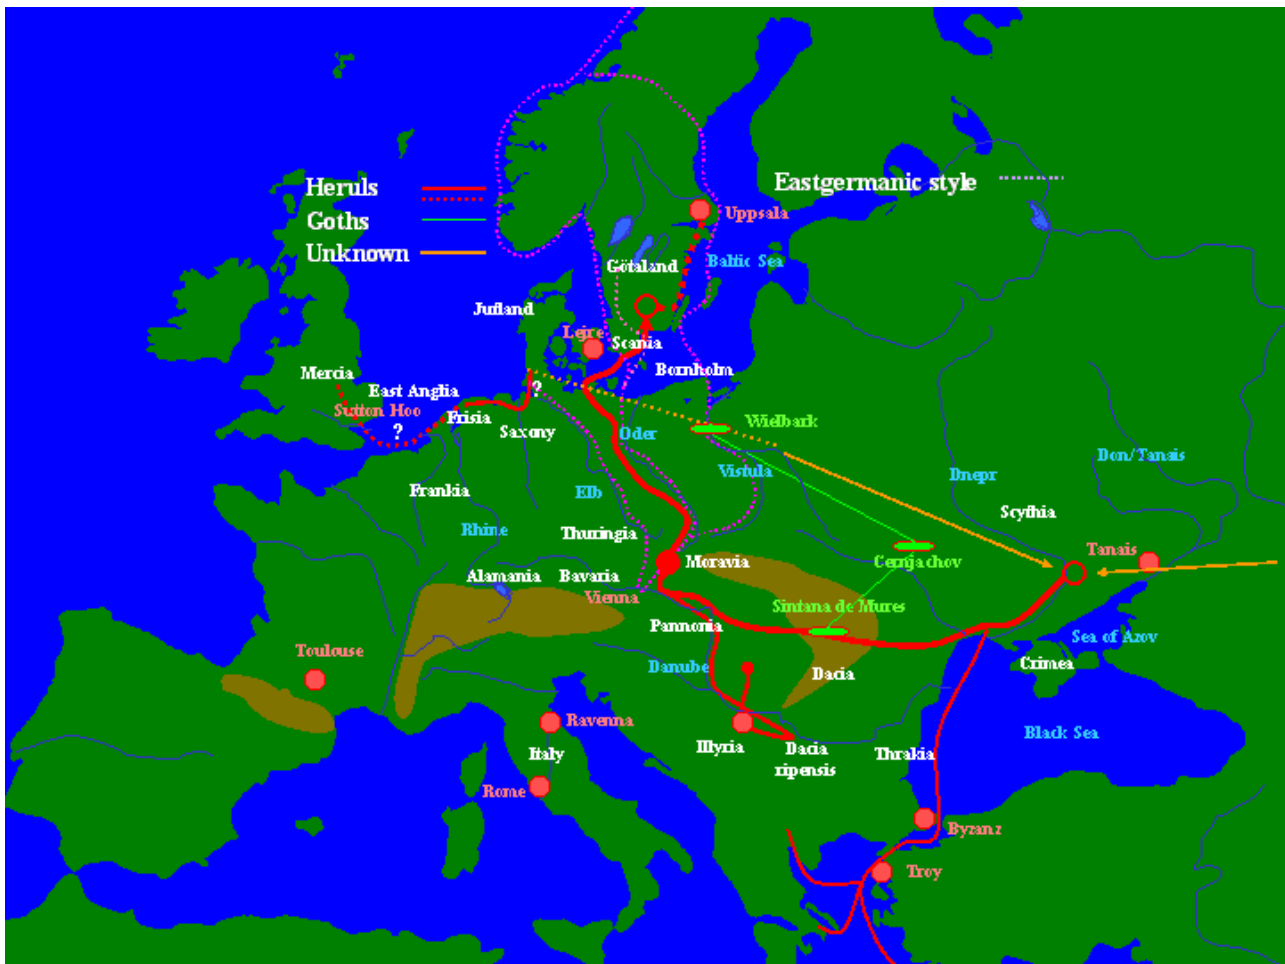 Heruls
Eastgermanic style
Goths
Uppsala
Unknown
Baltic Sea
Götaland
Jutland
Lejre
Scania
Bornholm
Mercia
East Anglia
Sutton Hoo
?
Frisia
?
Saxony
Wielbark
Oder
Vistula
Don/Tanais
Dnepr
Elb
Frankia
Scythia
Rhine
Thuringia
Tanais
Moravia
Cernjachov
Alamania
Bavaria
Vienna
Sintana de Mures
Pannonia
Sea of Azov
Toulouse
Crimea
Danube
Dacia
Ravenna
Black Sea
Illyria
Italy
Dacia
ripensis
Thrakia
Rome
Byzanz
Troy